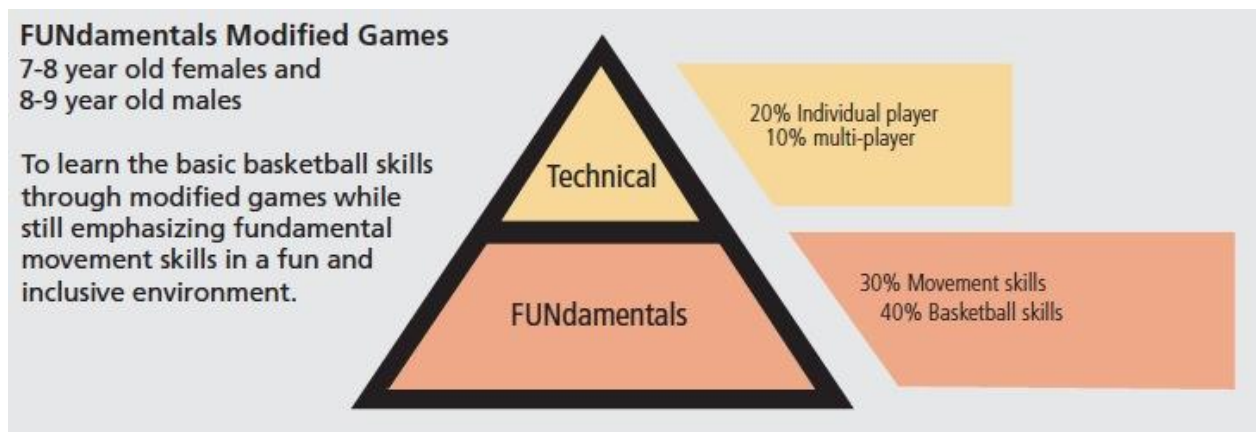 FUNdamentals Modified Games
7-8 year old females and
8-9 year old males
To learn the basic basketball skills
through modified games while
still emphasizing fundamental
movement skills in a fun and
inclusive environment.
Technical
FUNdamentals
20% Individual player
10% multi-player
30% Movement skills
40% Basketball skills